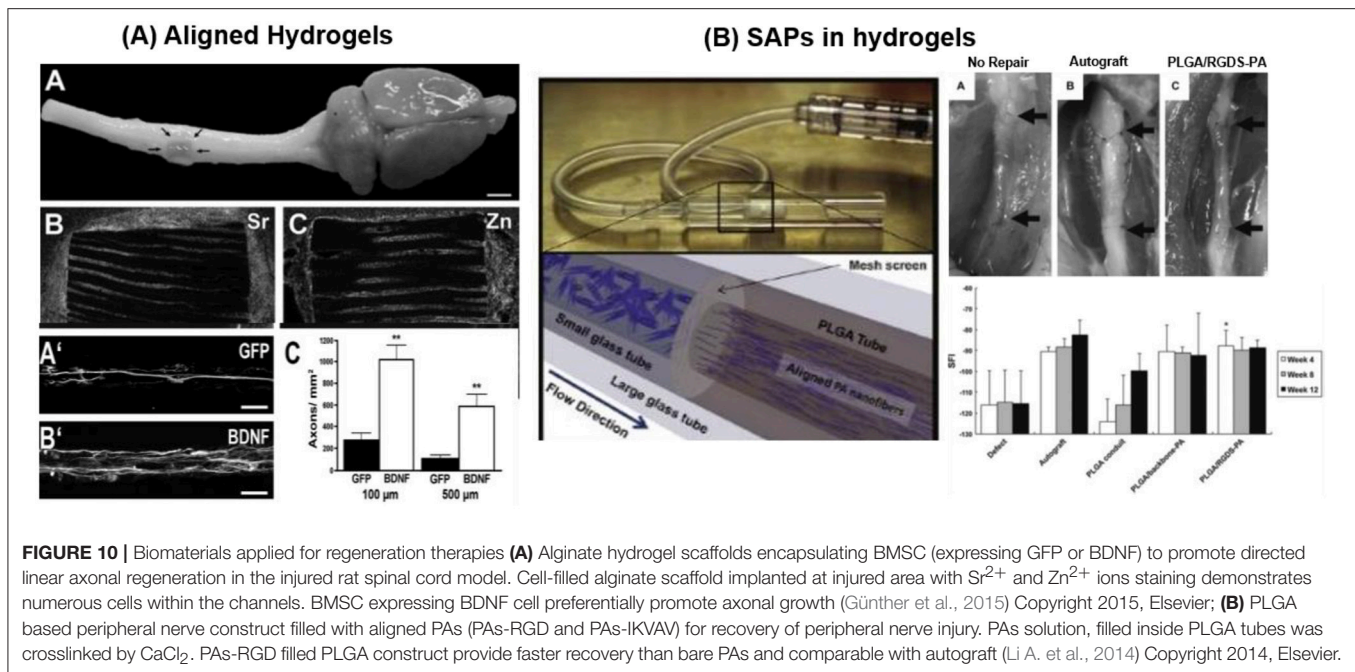 (A) Aligned Hydrogels
A
B
Sr
C
Zn
A'
GFP
B'
BDNF
C
Axons/ mm²
1200
1000
800
600
400
200
0
**
**
GFP BDNF GFP BDNF
100 µm 500 µm
(B) SAPs in hydrogels
Mesh screen
Small glass tube
Large glass tube
Flow Direction
PLGA Tube
Aligned PA nanofibers
No Repair Autograft PLGA/RGDS-PA
A B C
SFI
-60
-70
-80
-90
-100
-110
-120
-130
*
Week 4
Week 8
Week 12
Defect
Autograft
PLGA conduit
PLGA/backbone-PA
PLGA/RGDS-PA
FIGURE 10 | Biomaterials applied for regeneration therapies (A) Alginate hydrogel scaffolds encapsulating BMSC (expressing GFP or BDNF) to promote directed
linear axonal regeneration in the injured rat spinal cord model. Cell-filled alginate scaffold implanted at injured area with Sr²⁺ and Zn²⁺ ions staining demonstrates
numerous cells within the channels. BMSC expressing BDNF cell preferentially promote axonal growth (Günther et al., 2015) Copyright 2015, Elsevier; (B) PLGA
based peripheral nerve construct filled with aligned PAs (PAs-RGD and PAs-IKVAV) for recovery of peripheral nerve injury. PAs solution, filled inside PLGA tubes was
crosslinked by CaCl₂. PAs-RGD filled PLGA construct provide faster recovery than bare PAs and comparable with autograft (Li A. et al., 2014) Copyright 2014, Elsevier.